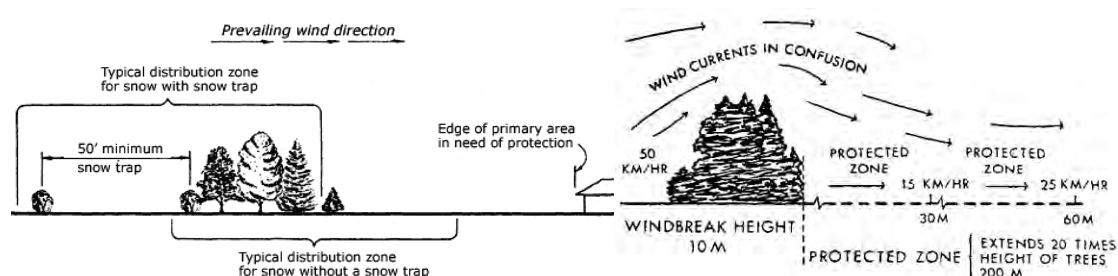 Prevailing wind direction
Typical distribution zone
for snow with snow trap
50' minimum
snow trap
Edge of primary area
in need of protection
Typical distribution zone
for snow without a snow trap
WIND CURRENTS IN CONFUSION
50
KM/HR
PROTECTED
ZONE
15 KM/HR
PROTECTED
ZONE
25 KM/HR
30M
60M
WINDBREAK HEIGHT
10M
PROTECTED ZONE
EXTENDS 20 TIMES
HEIGHT OF TREES
200 M